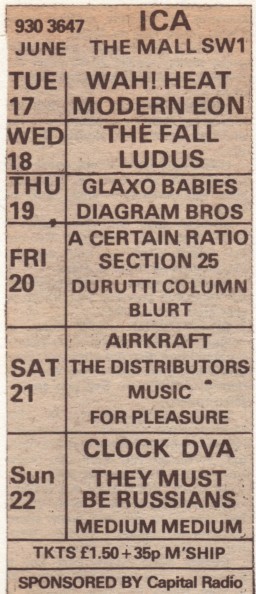 930 3647 ICA
JUNE THE MALL SW1
TUE 17 WAH! HEAT
MODERN EON
WED 18 THE FALL
LUDUS
THU 19 GLAXO BABIES
DIAGRAM BROS
FRI 20 A CERTAIN RATIO
SECTION 25
DURUTTI COLUMN
BLURT
SAT 21 AIRKRAFT
THE DISTRIBUTORS
MUSIC
FOR PLEASURE
Sun 22 CLOCK DVA
THEY MUST
BE RUSSIANS
MEDIUM MEDIUM
TKTS £1.50 + 35p M'SHIP
SPONSORED BY Capital Radio